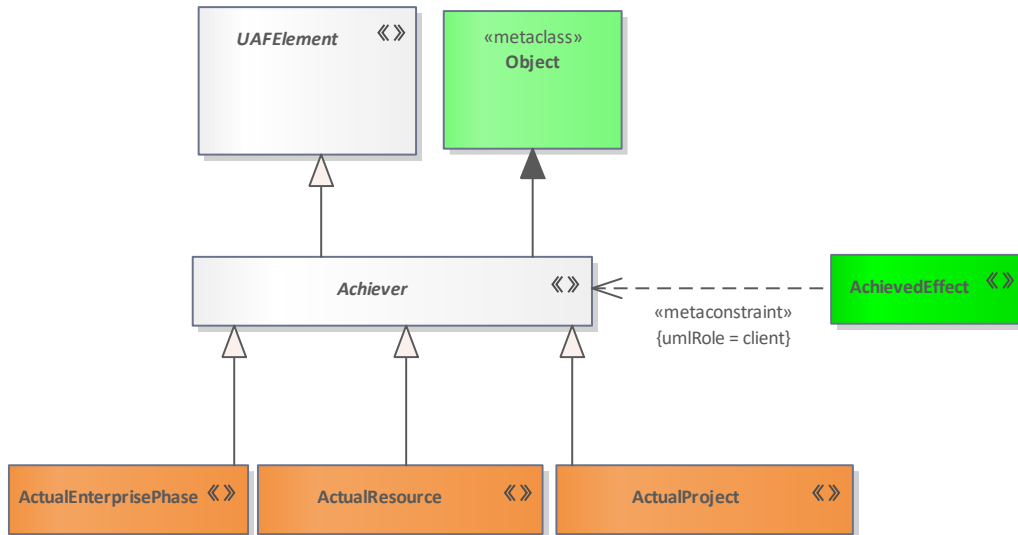 UAFElement
«metaclass»
Object
Achiever
AchievedEffect
«metaconstraint»
{umlRole = client}
ActualEnterprisePhase
ActualResource
ActualProject